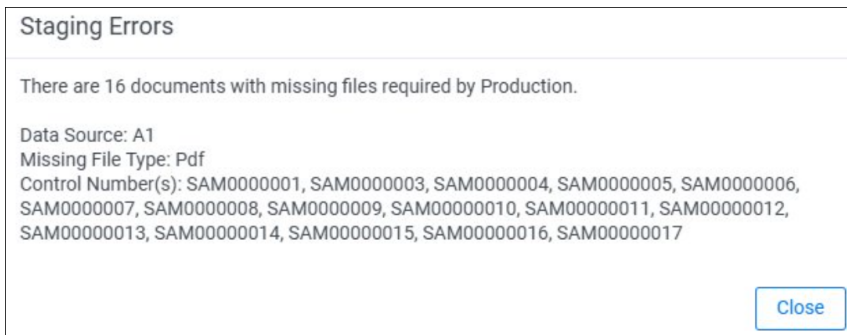 Staging Errors
There are 16 documents with missing files required by Production.
Data Source: A1
Missing File Type: Pdf
Control Number(s): SAM0000001, SAM0000003, SAM0000004, SAM0000005, SAM0000006,
SAM0000007, SAM0000008, SAM0000009, SAM00000010, SAM00000011, SAM00000012,
SAM00000013, SAM00000014, SAM00000015, SAM00000016, SAM00000017
Close